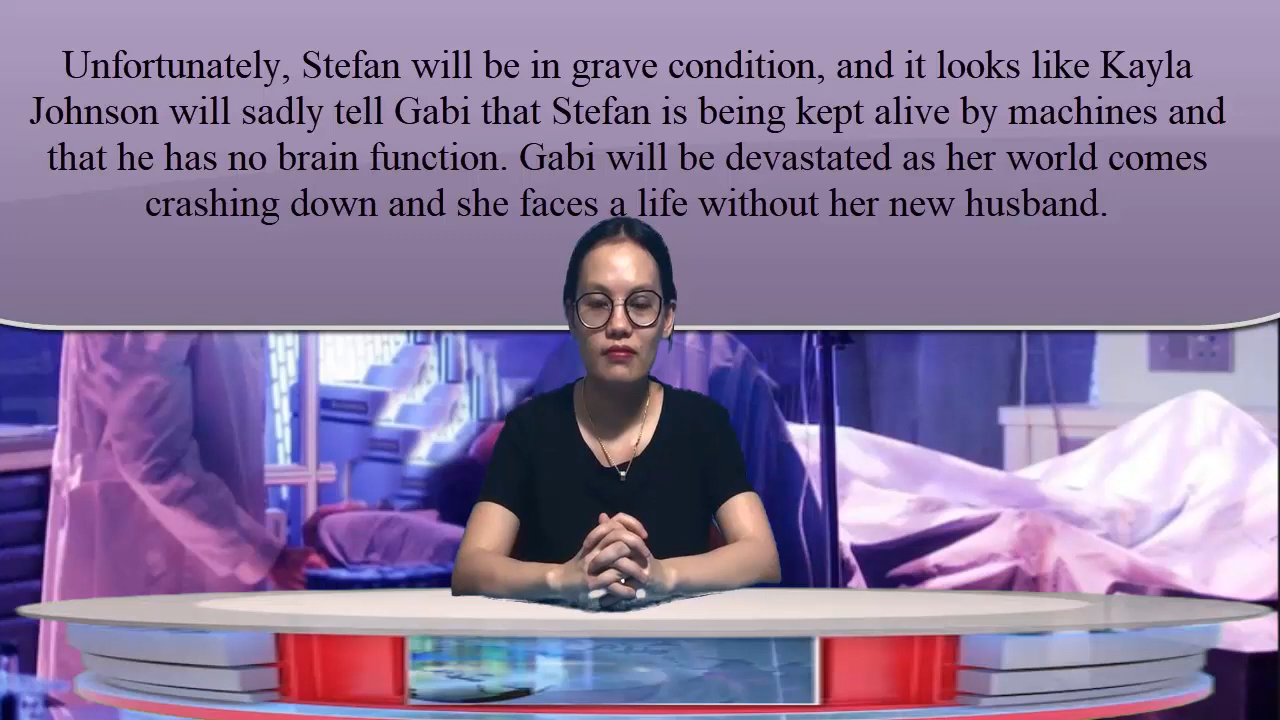 Unfortunately, Stefan will be in grave condition, and it looks like Kayla
Johnson will sadly tell Gabi that Stefan is being kept alive by machines and
that he has no brain function. Gabi will be devastated as her world comes
crashing down and she faces a life without her new husband.